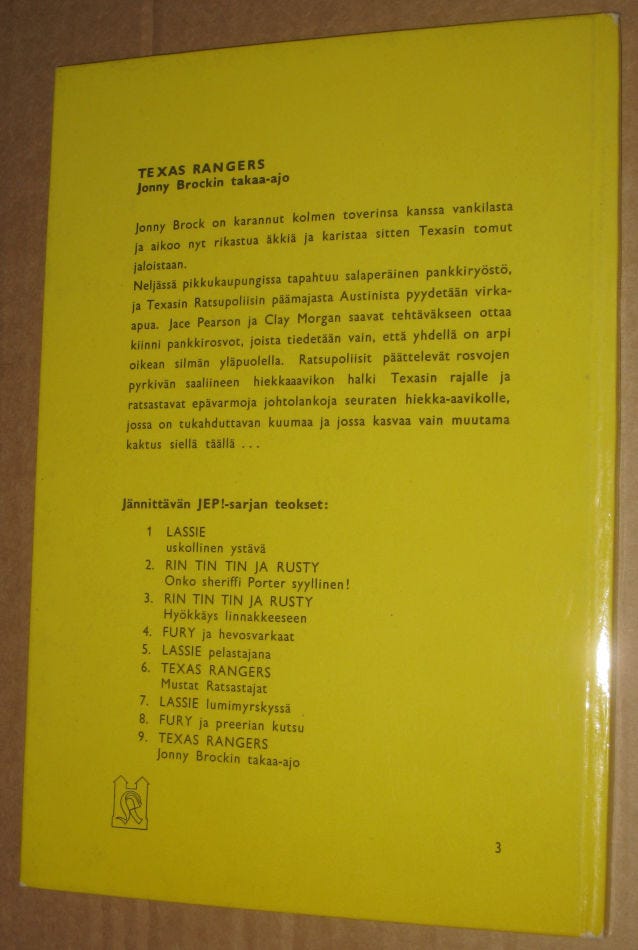 TEXAS RANGERS
Jonny Brockin takaa-ajo
Jonny Brock on karannut kolmen toverinsa kanssa vankilasta
ja aikoo nyt rikastua äkkiä ja karistaa sitten Texasin tomut
jaloistaan.
Neljässä pikkukaupungissa tapahtuu salaperäinen pankkiryöstö,
ja Texasin Ratsupoliisin päämajasta Austinista pyydetään virka-
apua. Jace Pearson ja Clay Morgan saavat tehtäväkseen ottaa
kiinni pankkirosvot, joista tiedetään vain, että yhdellä on arpi
oikean silmän yläpuolella. Ratsupoliisit päättelevät rosvojen
pyrkivän saaliineen hiekkaaavikon halki Texasin rajalle ja
ratsastavat epävarmoja johtolankoja seuraten hiekka-aavikolle,
jossa on tukahduttavan kuumaa ja jossa kasvaa vain muutama
kaktus siellä täällä ...
Jännittävän JEP!-sarjan teokset:
1 LASSIE
uskollinen ystävä
2. RIN TIN TIN JA RUSTY
Onko sheriffi Porter syyllinen!
3. RIN TIN TIN JA RUSTY
Hyökkäys linnakkeeseen
4. FURY ja hevosvarkaat
5. LASSIE pelastajana
6. TEXAS RANGERS
Mustat Ratsastajat
7. LASSIE lumimyrskyssä
8. FURY ja preerian kutsu
9. TEXAS RANGERS
Jonny Brockin takaa-ajo
3